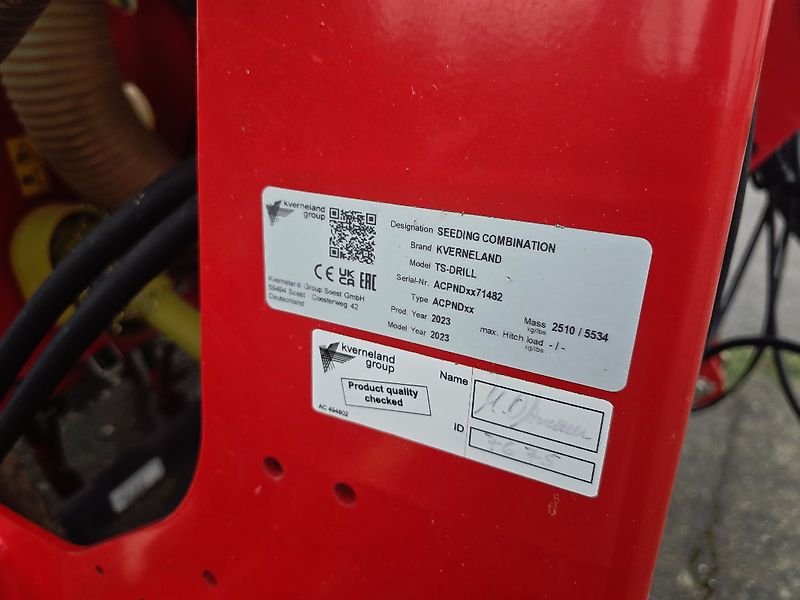 kverneland
group
Designation SEEDING COMBINATION
Brand KVERNELAND
Model TS-DRILL
Serial-Nr. ACPNDxx71482
Type ACPNDxx
Prod. Year 2023
Model Year 2023
Mass 2510 / 5534
kg/lbs
max. Hitch load - / -
kg/lbs
CE UK CA EAC
Kverneland Group Soest GmbH
59494 Soest Coesterweg 42
Deutschland
kverneland
group
Product quality
checked
AC 494802
Name
ID